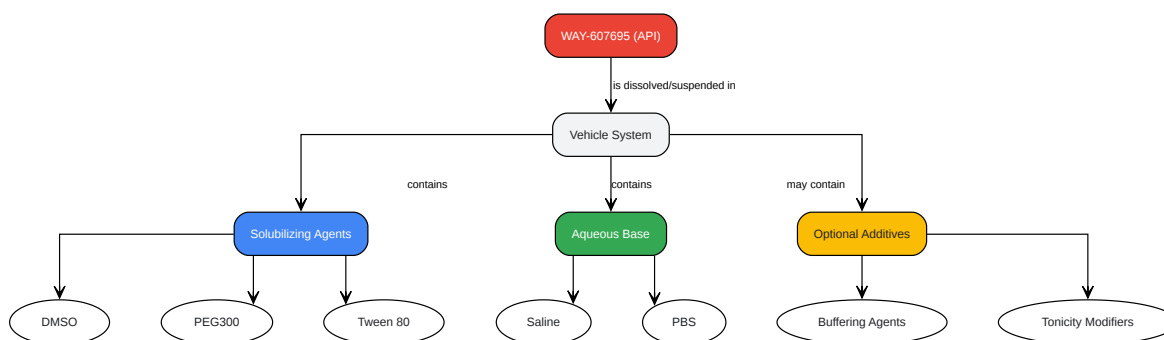 WAY-607695 (API)
is dissolved/suspended in
Vehicle System
contains
contains
may contain
Solubilizing Agents
Aqueous Base
Optional Additives
DMSO
PEG300
Tween 80
Saline
PBS
Buffering Agents
Tonicity Modifiers